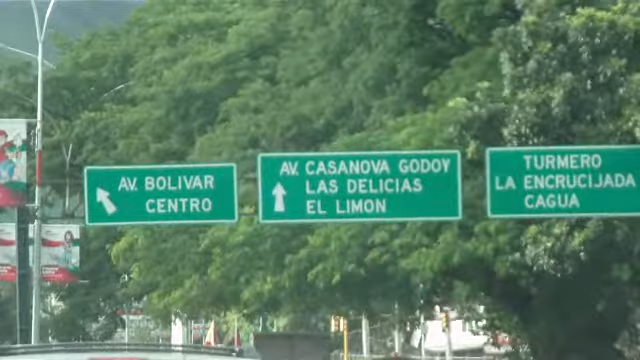 AV. BOLIVAR
CENTRO
AV. CASANOVA GODOY
LAS DELICIAS
EL LIMON
TURMERO
LA ENCRUCIJADA
CAGUA